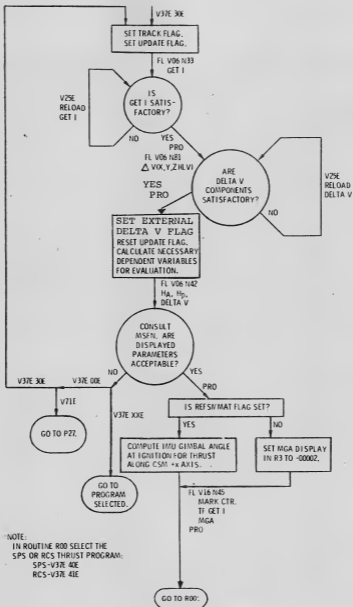 V37E 30E
SET TRACK FLAG.
SET UPDATE FLAG.
FL V06 N33
GET I
V25E
RELOAD
GET I
IS
GET I SATIS-
FACTORY?
NO
YES
PRO
FL V06 N81
Δ V(X,Y,Z)(LV)
YES
PRO
ARE
DELTA V
COMPONENTS
SATISFACTORY?
NO
V25E
RELOAD
DELTA V
SET EXTERNAL
DELTA V FLAG
RESET UPDATE FLAG.
CALCULATE NECESSARY
DEPENDENT VARIABLES
FOR EVALUATION.
FL V06 N42
HA, HP,
DELTA V
CONSULT
MSFN. ARE
DISPLAYED
PARAMETERS
ACCEPTABLE?
NO
YES
V37E 30E
V37E 00E
PRO
V71E
IS REFSMMAT FLAG SET?
GO TO P27.
V37E XXE
YES
NO
COMPUTE IMU GIMBAL ANGLE
AT IGNITION FOR THRUST
ALONG CSM +x AXIS.
SET MGA DISPLAY
IN R3 TO -00002.
GO TO
PROGRAM
SELECTED.
FL V16 N45
MARK CTR.
TF GET I
MGA
PRO
NOTE:
IN ROUTINE R00 SELECT THE
SPS OR RCS THRUST PROGRAM:
SPS-V37E 40E
RCS-V37E 41E
GO TO R00.